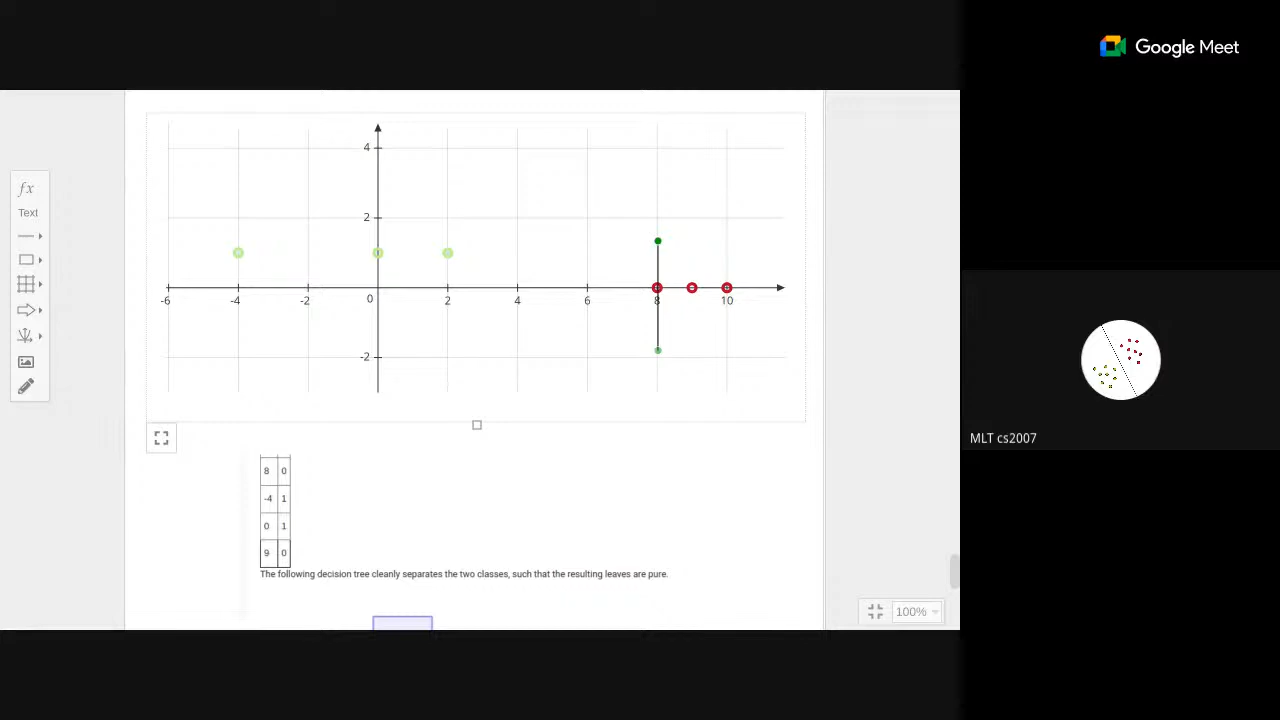 Google Meet
fx
Text
4
2
-6 -4 -2 0 2 4 6 8 10
-2
8 0
-4 1
0 1
9 0
The following decision tree cleanly separates the two classes, such that the resulting leaves are pure.
100%
MLT cs2007